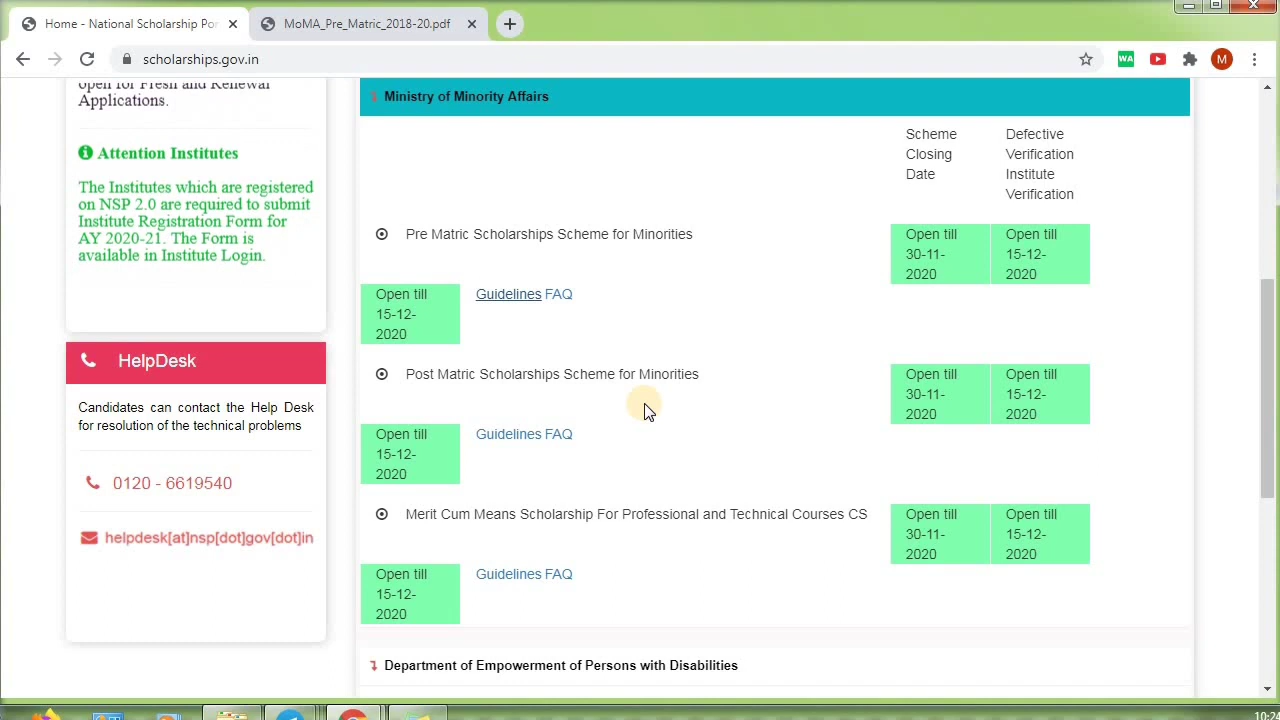 Home - National Scholarship Por
MoMA_Pre_Matric_2018-20.pdf
scholarships.gov.in
WA
M
open for Fresh and Renewal
Applications.
Attention Institutes
The Institutes which are registered
on NSP 2.0 are required to submit
Institute Registration Form for
AY 2020-21. The Form is
available in Institute Login.
HelpDesk
Candidates can contact the Help Desk
for resolution of the technical problems
0120 - 6619540
helpdesk[at]nsp[dot]gov[dot]in
Ministry of Minority Affairs
Scheme
Closing
Date
Defective
Verification
Institute
Verification
Pre Matric Scholarships Scheme for Minorities
Open till
30-11-
2020
Open till
15-12-
2020
Open till
15-12-
2020
Guidelines FAQ
Post Matric Scholarships Scheme for Minorities
Open till
30-11-
2020
Open till
15-12-
2020
Open till
15-12-
2020
Guidelines FAQ
Merit Cum Means Scholarship For Professional and Technical Courses CS
Open till
30-11-
2020
Open till
15-12-
2020
Open till
15-12-
2020
Guidelines FAQ
Department of Empowerment of Persons with Disabilities